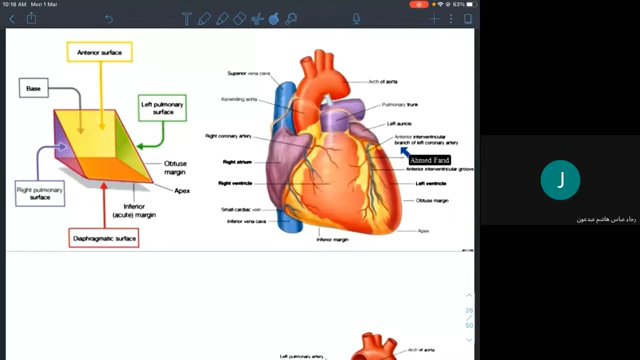 10:18 AM Mon 1 Mar
63%
T
Anterior surface
Base
Left pulmonary
surface
Right pulmonary
surface
Obtuse
margin
Apex
Inferior
(acute) margin
Diaphragmatic surface
Superior vena cava
Arch of aorta
Ascending aorta
Pulmonary trunk
Left auricle
Right coronary artery
Anterior interventricular
branch of left coronary artery
Ahmed Farid
Right atrium
Anterior interventricular groove
Right ventricle
Left ventricle
Obtuse margin
Small cardiac vein
Inferior vena cava
Apex
Inferior margin
J
رجاء عباس هاشم عبدعون
26
/
50
Arch of aorta
Left pulmonary artery